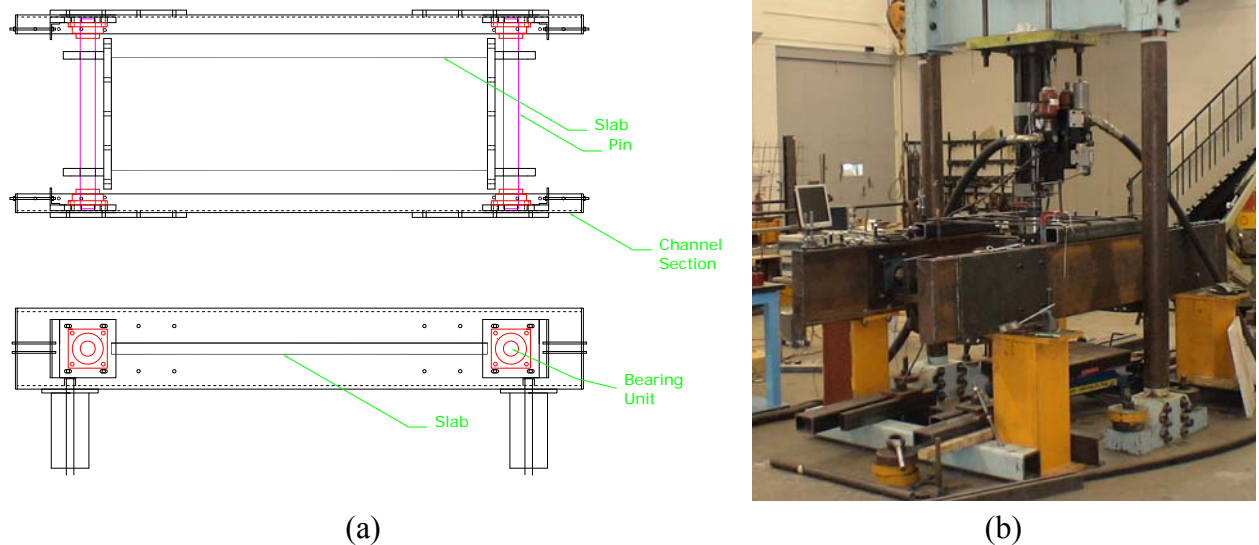 Slab
Pin
Channel
Section
Bearing
Unit
Slab
(a)
(b)